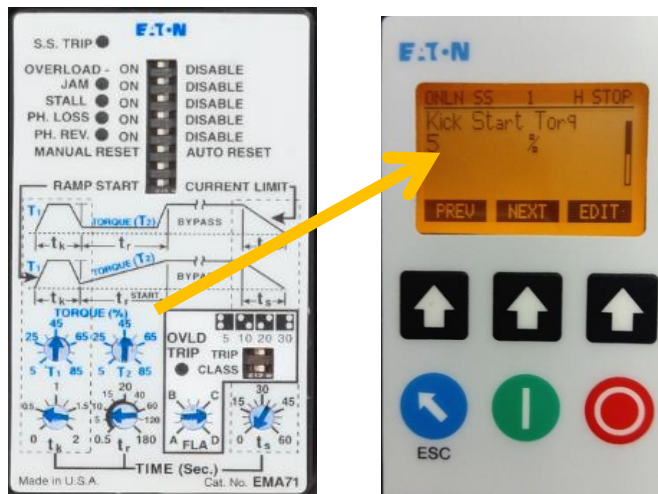 E·T·N
S.S. TRIP
OVERLOAD - ON DISABLE
JAM ON DISABLE
STALL ON DISABLE
PH. LOSS ON DISABLE
PH. REV. ON DISABLE
MANUAL RESET AUTO RESET
RAMP START CURRENT LIMIT
T1 TORQUE (T2) BYPASS
tk tr
T1 TORQUE (T2)
tk tr START ts
TORQUE (%)
45 45
25 65 25 65
5 T1 85 5 T2 85
OVLD 5 10 20 30
TRIP TRIP
CLASS
1 20 30
.5 1.5 10 15 40 60 120 B C 15 45
0 tk 2 0.5 tr 180 A FLA D 0 ts 60
TIME (Sec.)
Made in U.S.A. Cat. No. EMA71
E·T·N
ONLN SS 1 H STOP
Kick Start Torq
5 %
PREV NEXT EDIT
ESC